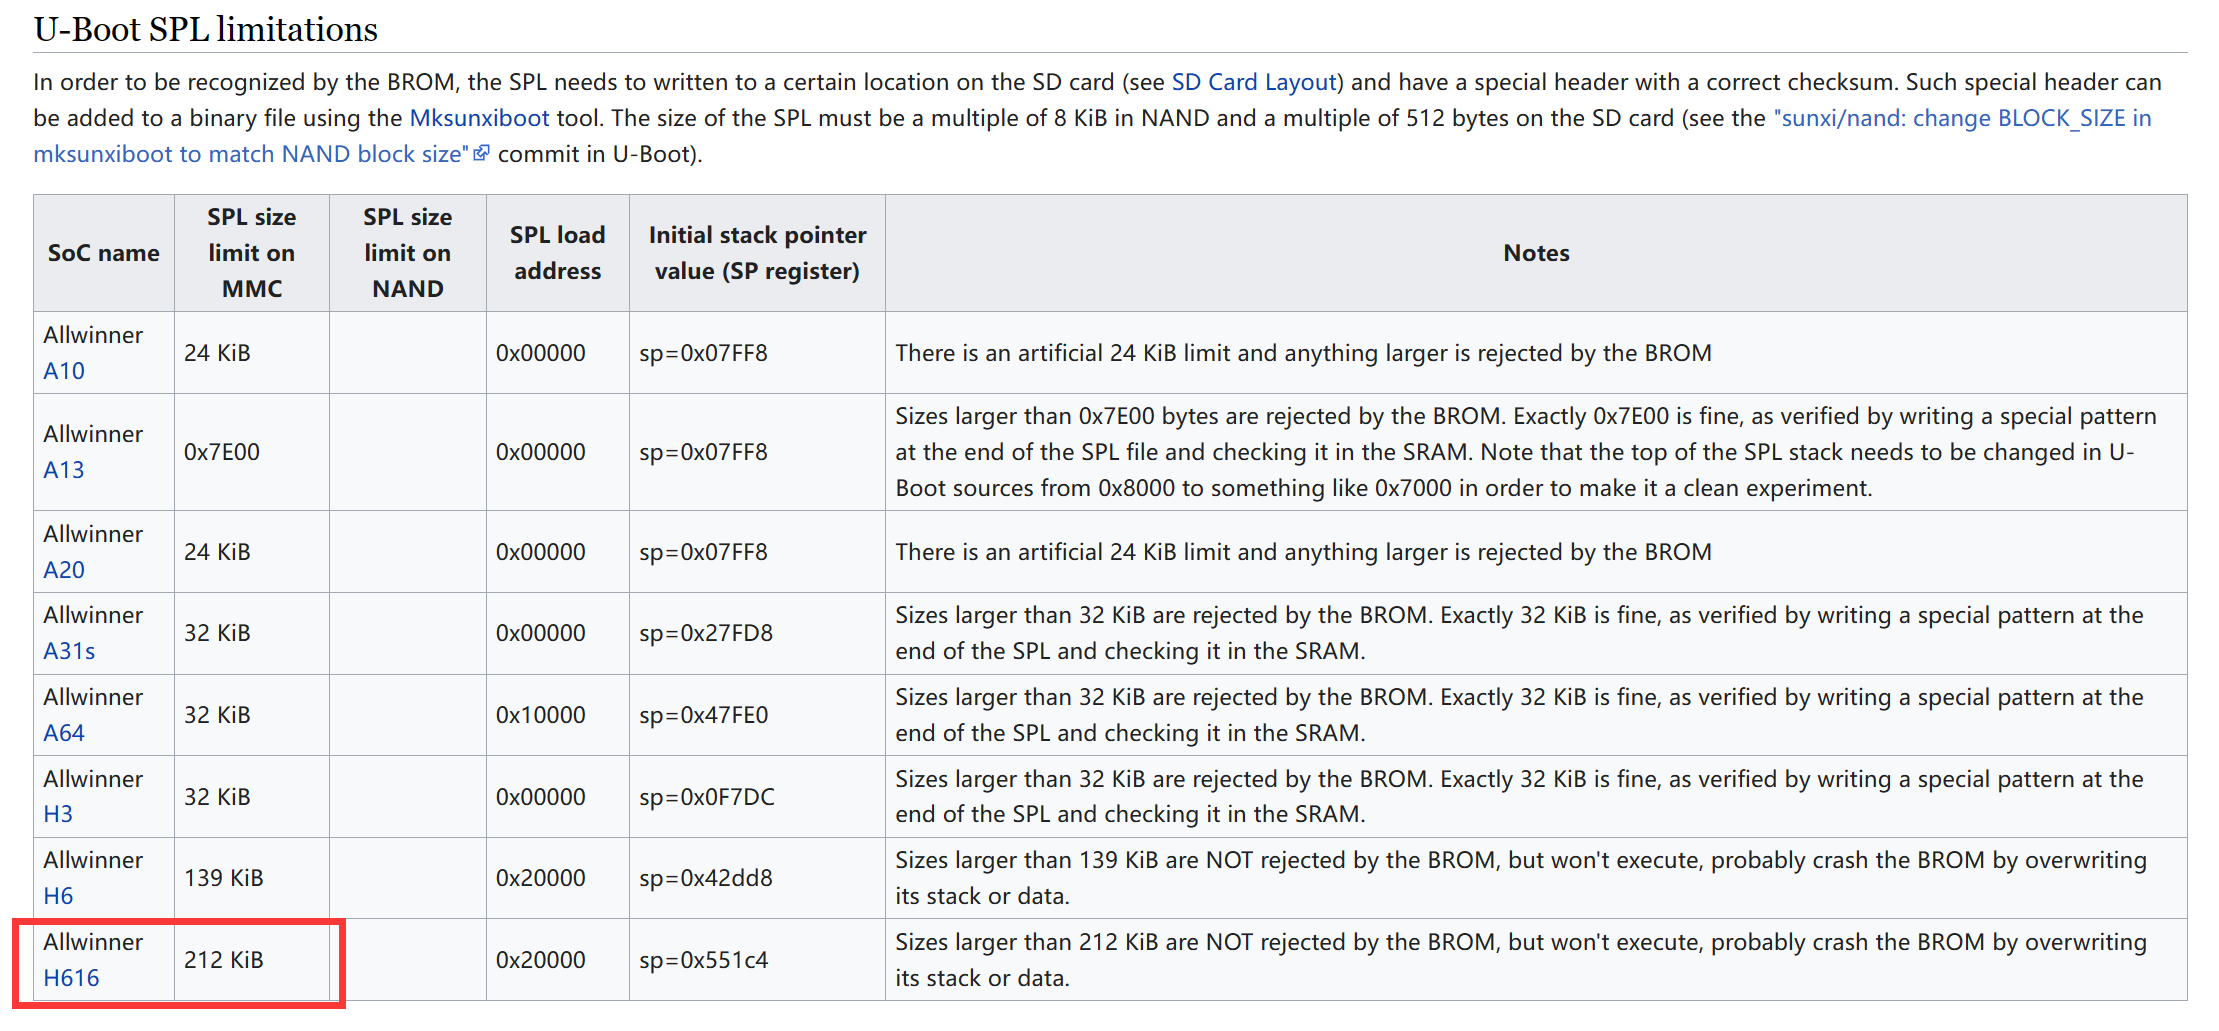 U-Boot SPL limitations
In order to be recognized by the BROM, the SPL needs to written to a certain location on the SD card (see SD Card Layout) and have a special header with a correct checksum. Such special header can
be added to a binary file using the Mksunxiboot tool. The size of the SPL must be a multiple of 8 KiB in NAND and a multiple of 512 bytes on the SD card (see the "sunxi/nand: change BLOCK_SIZE in
mksunxiboot to match NAND block size" commit in U-Boot).
SoC name
SPL size
limit on
MMC
SPL size
limit on
NAND
SPL load
address
Initial stack pointer
value (SP register)
Notes
Allwinner
A10
24 KiB
0x00000
sp=0x07FF8
There is an artificial 24 KiB limit and anything larger is rejected by the BROM
Allwinner
A13
0x7E00
0x00000
sp=0x07FF8
Sizes larger than 0x7E00 bytes are rejected by the BROM. Exactly 0x7E00 is fine, as verified by writing a special pattern
at the end of the SPL file and checking it in the SRAM. Note that the top of the SPL stack needs to be changed in U-
Boot sources from 0x8000 to something like 0x7000 in order to make it a clean experiment.
Allwinner
A20
24 KiB
0x00000
sp=0x07FF8
There is an artificial 24 KiB limit and anything larger is rejected by the BROM
Allwinner
A31s
32 KiB
0x00000
sp=0x27FD8
Sizes larger than 32 KiB are rejected by the BROM. Exactly 32 KiB is fine, as verified by writing a special pattern at the
end of the SPL and checking it in the SRAM.
Allwinner
A64
32 KiB
0x10000
sp=0x47FE0
Sizes larger than 32 KiB are rejected by the BROM. Exactly 32 KiB is fine, as verified by writing a special pattern at the
end of the SPL and checking it in the SRAM.
Allwinner
H3
32 KiB
0x00000
sp=0x0F7DC
Sizes larger than 32 KiB are rejected by the BROM. Exactly 32 KiB is fine, as verified by writing a special pattern at the
end of the SPL and checking it in the SRAM.
Allwinner
H6
139 KiB
0x20000
sp=0x42dd8
Sizes larger than 139 KiB are NOT rejected by the BROM, but won't execute, probably crash the BROM by overwriting
its stack or data.
Allwinner
H616
212 KiB
0x20000
sp=0x551c4
Sizes larger than 212 KiB are NOT rejected by the BROM, but won't execute, probably crash the BROM by overwriting
its stack or data.